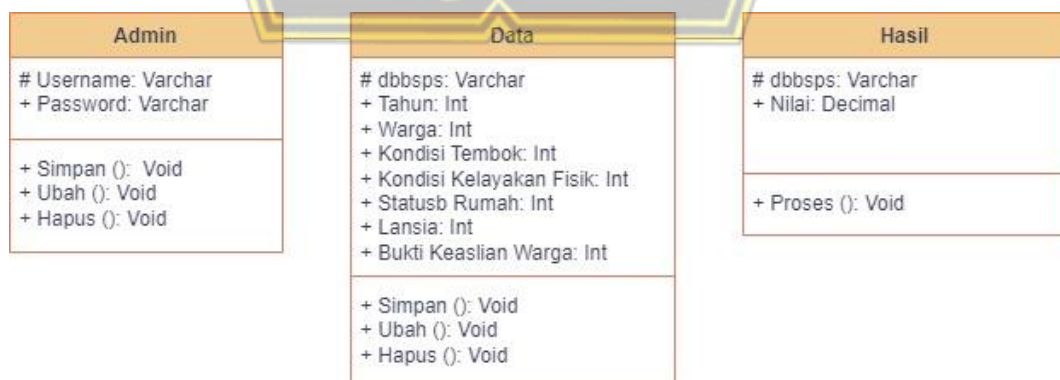 Admin
# Username: Varchar
+ Password: Varchar
+ Simpan (): Void
+ Ubah (): Void
+ Hapus (): Void
Data
# dbbsps: Varchar
+ Tahun: Int
+ Warga: Int
+ Kondisi Tembok: Int
+ Kondisi Kelayakan Fisik: Int
+ Statusb Rumah: Int
+ Lansia: Int
+ Bukti Keaslian Warga: Int
+ Simpan (): Void
+ Ubah (): Void
+ Hapus (): Void
Hasil
# dbbsps: Varchar
+ Nilai: Decimal
+ Proses (): Void